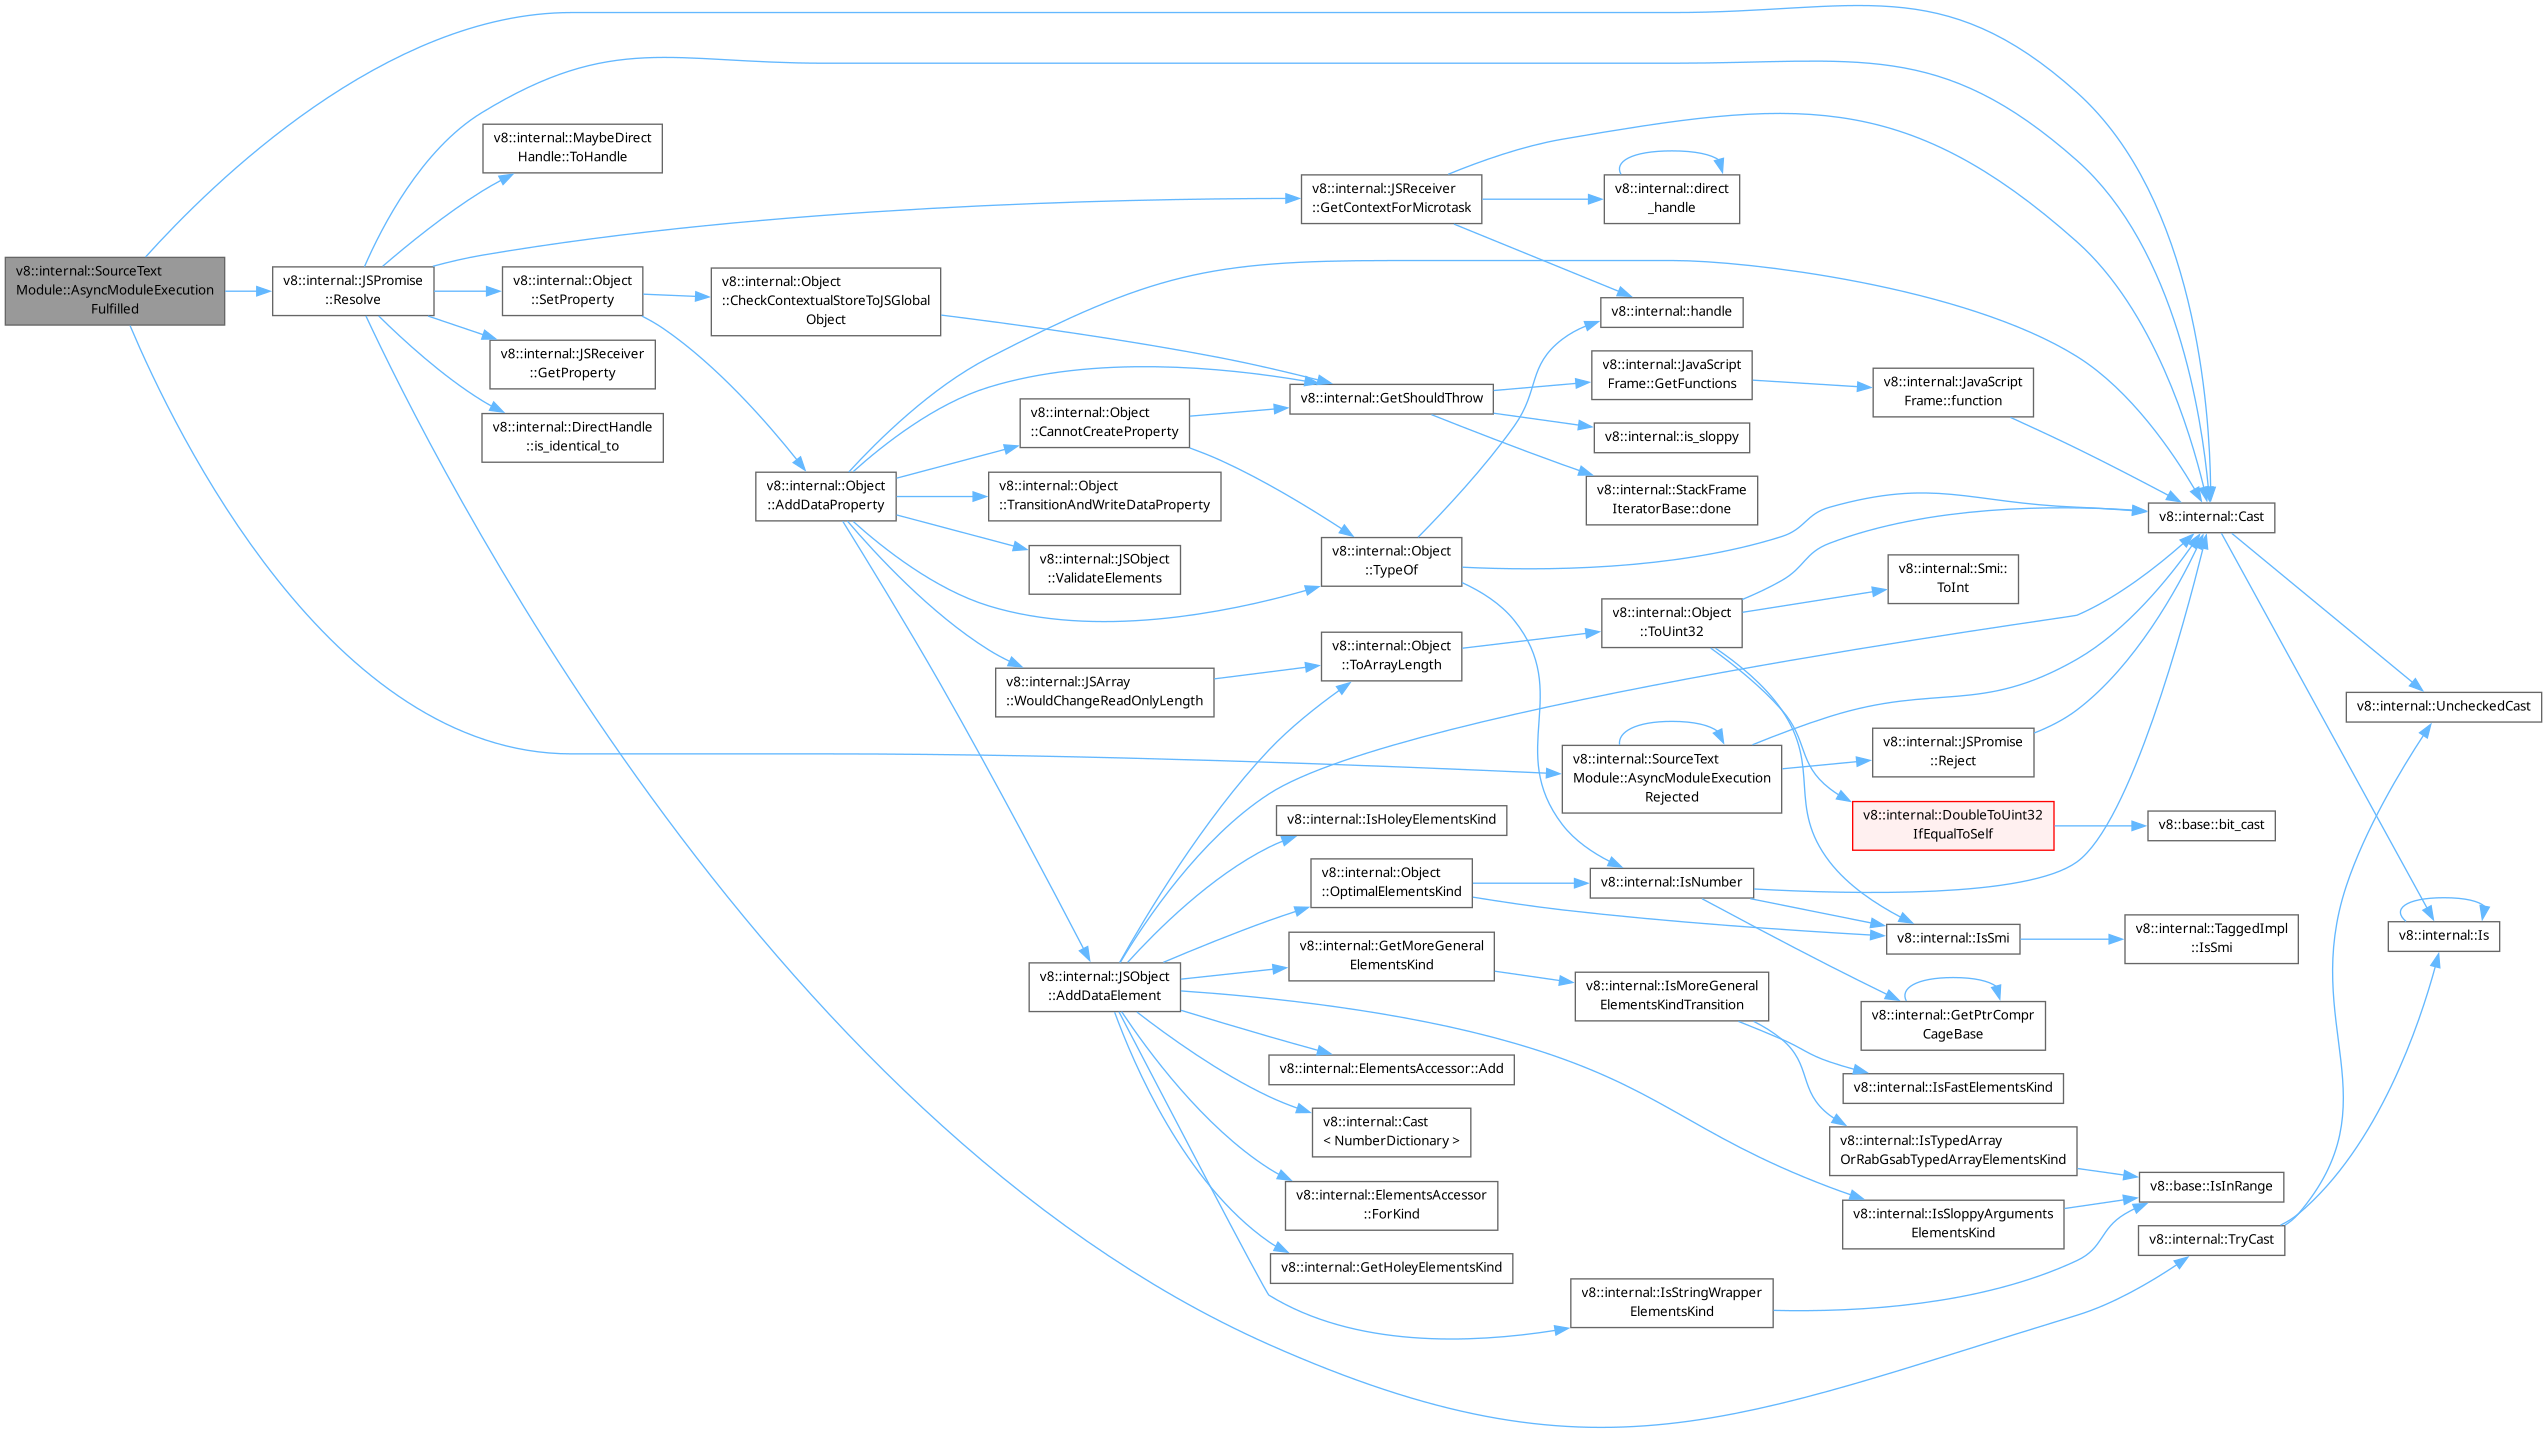 v8::internal::SourceText
Module::AsyncModuleExecution
Fulfilled
v8::internal::JSPromise
::Resolve
v8::internal::MaybeDirect
Handle::ToHandle
v8::internal::Object
::SetProperty
v8::internal::JSReceiver
::GetProperty
v8::internal::DirectHandle
::is_identical_to
v8::internal::Object
::CheckContextualStoreToJSGlobal
Object
v8::internal::Object
::AddDataProperty
v8::internal::Object
::CannotCreateProperty
v8::internal::Object
::TransitionAndWriteDataProperty
v8::internal::JSObject
::ValidateElements
v8::internal::JSArray
::WouldChangeReadOnlyLength
v8::internal::JSObject
::AddDataElement
v8::internal::JSReceiver
::GetContextForMicrotask
v8::internal::GetShouldThrow
v8::internal::Object
::TypeOf
v8::internal::Object
::ToArrayLength
v8::internal::IsHoleyElementsKind
v8::internal::Object
::OptimalElementsKind
v8::internal::GetMoreGeneral
ElementsKind
v8::internal::ElementsAccessor::Add
v8::internal::Cast
< NumberDictionary >
v8::internal::ElementsAccessor
::ForKind
v8::internal::GetHoleyElementsKind
v8::internal::direct
_handle
v8::internal::handle
v8::internal::JavaScript
Frame::GetFunctions
v8::internal::is_sloppy
v8::internal::StackFrame
IteratorBase::done
v8::internal::Object
::ToUint32
v8::internal::SourceText
Module::AsyncModuleExecution
Rejected
v8::internal::IsNumber
v8::internal::IsMoreGeneral
ElementsKindTransition
v8::internal::IsStringWrapper
ElementsKind
v8::internal::JavaScript
Frame::function
v8::internal::Smi::
ToInt
v8::internal::JSPromise
::Reject
v8::internal::DoubleToUint32
IfEqualToSelf
v8::internal::IsSmi
v8::internal::GetPtrCompr
CageBase
v8::internal::IsFastElementsKind
v8::internal::IsTypedArray
OrRabGsabTypedArrayElementsKind
v8::internal::IsSloppyArguments
ElementsKind
v8::internal::Cast
v8::base::bit_cast
v8::internal::TaggedImpl
::IsSmi
v8::base::IsInRange
v8::internal::TryCast
v8::internal::UncheckedCast
v8::internal::Is